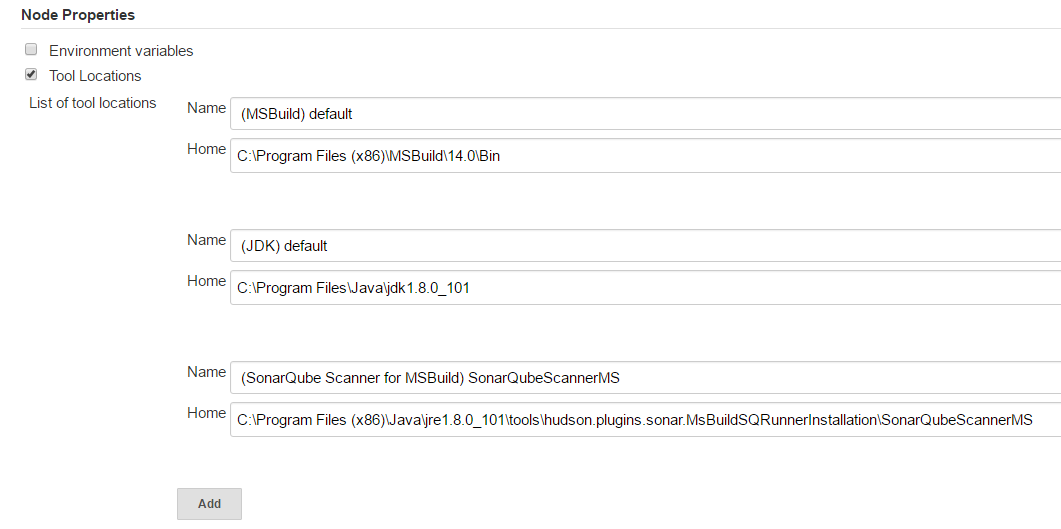 Node Properties
Environment variables
Tool Locations
List of tool locations
Name (MSBuild) default
Home C:\Program Files (x86)\MSBuild\14.0\Bin
Name (JDK) default
Home C:\Program Files\Java\jdk1.8.0_101
Name (SonarQube Scanner for MSBuild) SonarQubeScannerMS
Home C:\Program Files (x86)\Java\jre1.8.0_101\tools\hudson.plugins.sonar.MsBuildSQRunnerInstallation\SonarQubeScannerMS
Add